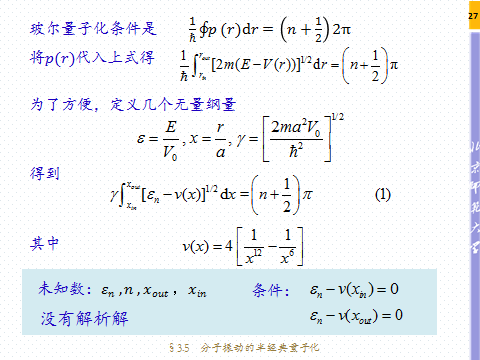 27
玻尔量子化条件是 $\frac{1}{\hbar}\oint p(r)\mathrm{d}r=\left(n+\frac{1}{2}\right)2\pi$
将$p(r)$代入上式得 $\frac{1}{\hbar}\int_{r_{in}}^{r_{out}}[2m(E-V(r))]^{1/2}\mathrm{d}r=\left(n+\frac{1}{2}\right)\pi$
为了方便，定义几个无量纲量
$\varepsilon=\frac{E}{V_0},x=\frac{r}{a},\gamma=\left[\frac{2ma^2V_0}{\hbar^2}\right]^{1/2}$
得到
$\gamma\int_{x_{in}}^{x_{out}}[\varepsilon_n-v(x)]^{1/2}\mathrm{d}x=\left(n+\frac{1}{2}\right)\pi$ (1)
其中 $v(x)=4\left[\frac{1}{x^{12}}-\frac{1}{x^6}\right]$
未知数：$\varepsilon_n$ ,$n$ , $x_{out}$ ，$x_{in}$ 条件： $\varepsilon_n-v(x_{in})=0$
没有解析解 $\varepsilon_n-v(x_{out})=0$
§3.5 分子振动的半经典量子化
北京师范大学